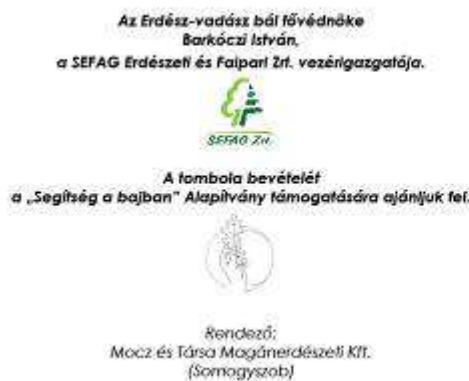 Az Erdész-vadász bál fővédnöke
Barkóczi István,
a SEFAG Erdészeti és Faipari Zrt. vezérigazgatója.
SEFAG Zrt.
A tombola bevételét
a „Segítség a bajban” Alapítvány támogatására ajánljuk fel.
Rendező:
Mocz és Társa Magánerdészeti Kft.
(Somogyszob)